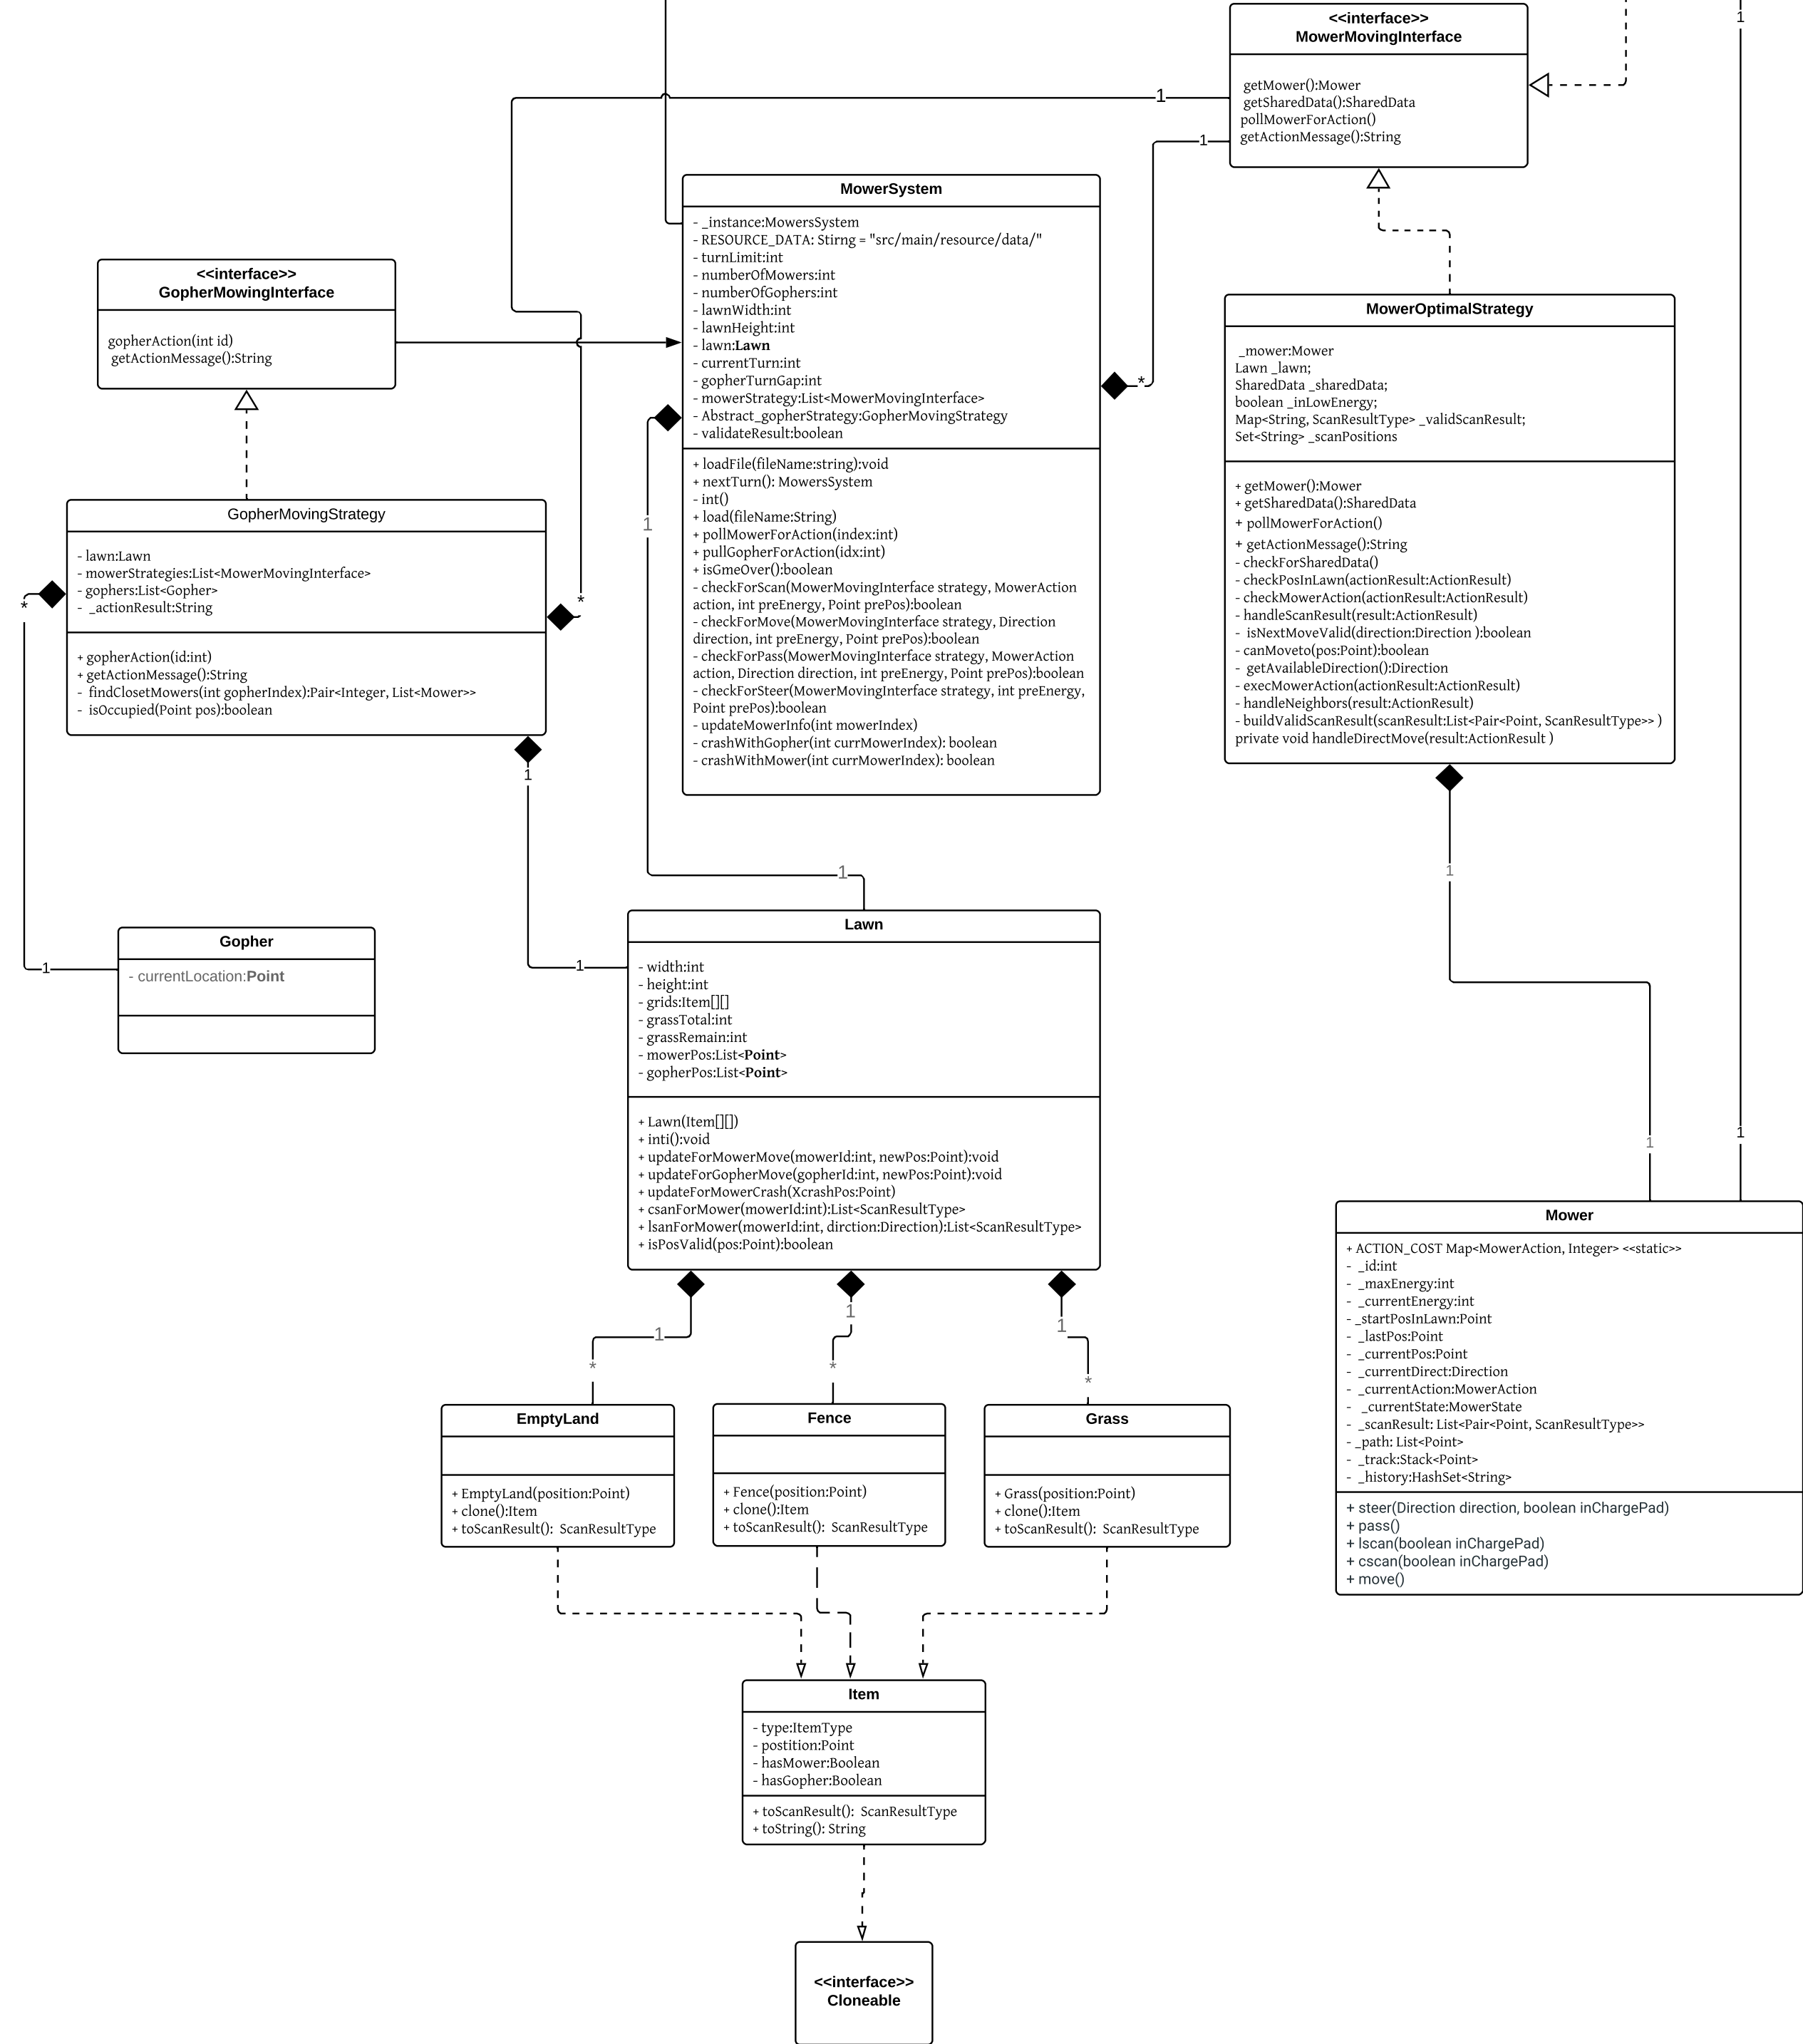 1
<<interface>>
MowerMovingInterface
getMower():Mower
getSharedData():SharedData
pollMowerForAction()
getActionMessage():String
1
1
MowerSystem
- _instance:MowersSystem
- RESOURCE_DATA: Stirng = "src/main/resource/data/"
- turnLimit:int
- numberOfMowers:int
- numberOfGophers:int
- lawnWidth:int
- lawnHeight:int
- lawn:Lawn
- currentTurn:int
- gopherTurnGap:int
- mowerStrategy:List<MowerMovingInterface>
- Abstract_gopherStrategy:GopherMovingStrategy
- validateResult:boolean
+ loadFile(fileName:string):void
+ nextTurn(): MowersSystem
- int()
+ load(fileName:String)
+ pollMowerForAction(index:int)
+ pullGopherForAction(idx:int)
+ isGmeOver():boolean
- checkForScan(MowerMovingInterface strategy, MowerAction
action, int preEnergy, Point prePos):boolean
- checkForMove(MowerMovingInterface strategy, Direction
direction, int preEnergy, Point prePos):boolean
- checkForPass(MowerMovingInterface strategy, MowerAction
action, Direction direction, int preEnergy, Point prePos):boolean
- checkForSteer(MowerMovingInterface strategy, int preEnergy,
Point prePos):boolean
- updateMowerInfo(int mowerIndex)
- crashWithGopher(int currMowerIndex): boolean
- crashWithMower(int currMowerIndex): boolean
*
<<interface>>
GopherMowingInterface
gopherAction(int id)
getActionMessage():String
MowerOptimalStrategy
_mower:Mower
Lawn _lawn;
SharedData _sharedData;
boolean _inLowEnergy;
Map<String, ScanResultType> _validScanResult;
Set<String> _scanPositions
+ getMower():Mower
+ getSharedData():SharedData
+ pollMowerForAction()
+ getActionMessage():String
- checkForSharedData()
- checkPosInLawn(actionResult:ActionResult)
- checkMowerAction(actionResult:ActionResult)
- handleScanResult(result:ActionResult)
- isNextMoveValid(direction:Direction ):boolean
- canMoveto(pos:Point):boolean
- getAvailableDirection():Direction
- execMowerAction(actionResult:ActionResult)
- handleNeighbors(result:ActionResult)
- buildValidScanResult(scanResult:List<Pair<Point, ScanResultType>> )
private void handleDirectMove(result:ActionResult )
GopherMovingStrategy
- lawn:Lawn
- mowerStrategies:List<MowerMovingInterface>
- gophers:List<Gopher>
- _actionResult:String
+ gopherAction(id:int)
+ getActionMessage():String
- findClosetMowers(int gopherIndex):Pair<Integer, List<Mower>>
- isOccupied(Point pos):boolean
*
*
1
1
1
1
Gopher
- currentLocation:Point
1
1
Lawn
- width:int
- height:int
- grids:Item[][]
- grassTotal:int
- grassRemain:int
- mowerPos:List<Point>
- gopherPos:List<Point>
+ Lawn(Item[][])
+ inti():void
+ updateForMowerMove(mowerId:int, newPos:Point):void
+ updateForGopherMove(gopherId:int, newPos:Point):void
+ updateForMowerCrash(XcrashPos:Point)
+ csanForMower(mowerId:int):List<ScanResultType>
+ lsanForMower(mowerId:int, dirction:Direction):List<ScanResultType>
+ isPosValid(pos:Point):boolean
1
1
Mower
+ ACTION_COST Map<MowerAction, Integer> <<static>>
- _id:int
- _maxEnergy:int
- _currentEnergy:int
- _startPosInLawn:Point
- _lastPos:Point
- _currentPos:Point
- _currentDirect:Direction
- _currentAction:MowerAction
- _currentState:MowerState
- _scanResult: List<Pair<Point, ScanResultType>>
- _path: List<Point>
- _track:Stack<Point>
- _history:HashSet<String>
+ steer(Direction direction, boolean inChargePad)
+ pass()
+ lscan(boolean inChargePad)
+ cscan(boolean inChargePad)
+ move()
1
1
1
*
*
*
EmptyLand
+ EmptyLand(position:Point)
+ clone():Item
+ toScanResult(): ScanResultType
Fence
+ Fence(position:Point)
+ clone():Item
+ toScanResult(): ScanResultType
Grass
+ Grass(position:Point)
+ clone():Item
+ toScanResult(): ScanResultType
Item
- type:ItemType
- postition:Point
- hasMower:Boolean
- hasGopher:Boolean
+ toScanResult(): ScanResultType
+ toString(): String
<<interface>>
Cloneable